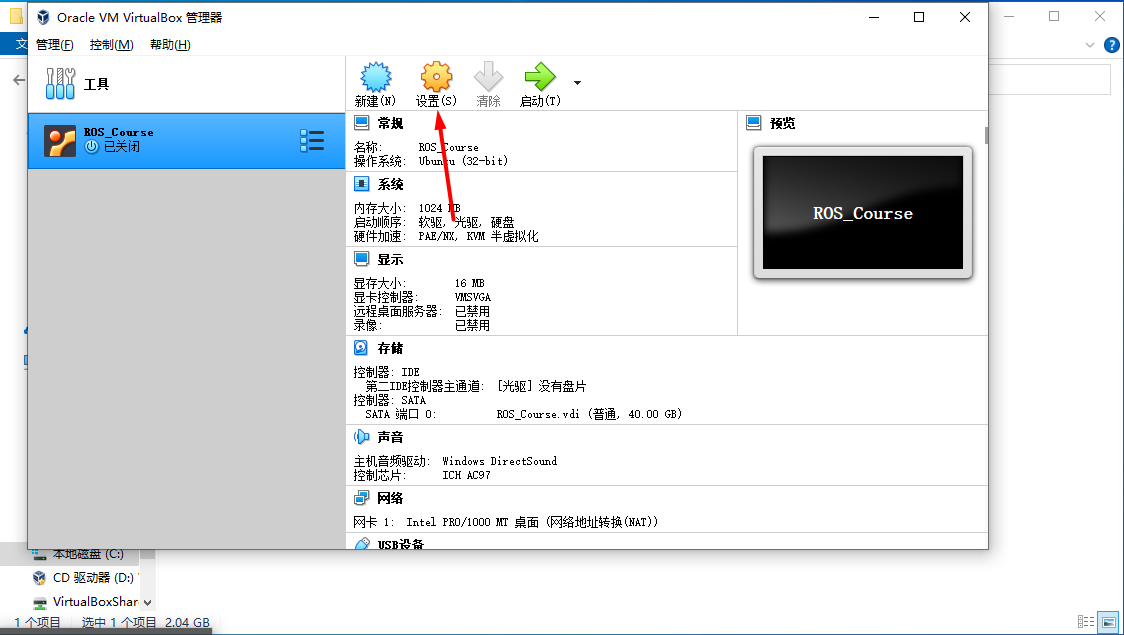 Oracle VM VirtualBox 管理器
文
管理(F) 控制(M) 帮助(H)
工具
新建(N) 设置(S) 清除 启动(T)
ROS_Course
已关闭
常规
名称: ROS_Course
操作系统: Ubuntu (32-bit)
系统
内存大小: 1024 MB
启动顺序: 软驱, 光驱, 硬盘
硬件加速: PAE/NX, KVM 半虚拟化
显示
显存大小: 16 MB
显卡控制器: VMSVGA
远程桌面服务器: 已禁用
录像: 已禁用
预览
ROS_Course
存储
控制器: IDE
第二IDE控制器主通道: [光驱] 没有盘片
控制器: SATA
SATA 端口 0: ROS_Course.vdi (普通, 40.00 GB)
声音
主机音频驱动: Windows DirectSound
控制芯片: ICH AC97
网络
网卡 1: Intel PRO/1000 MT 桌面 (网络地址转换(NAT))
USB设备
本地磁盘 (C:)
CD 驱动器 (D:)
VirtualBoxShar
1 个项目 选中 1 个项目 2.04 GB